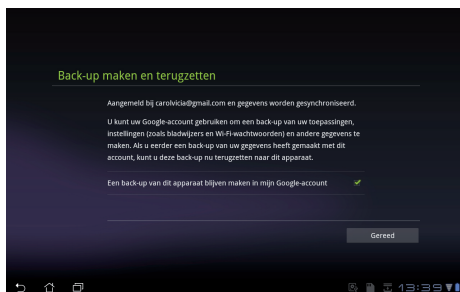 Back-up maken en terugzetten
Aangemeld bij carolvicia@gmail.com en gegevens worden gesynchroniseerd.
U kunt uw Google-account gebruiken om een back-up van uw toepassingen,
instellingen (zoals bladwijzers en Wi-Fi-wachtwoorden) en andere gegevens te
maken. Als u eerder een back-up van uw gegevens heeft gemaakt met dit
account, kunt u deze back-up nu terugzetten naar dit apparaat.
Een back-up van dit apparaat blijven maken in mijn Google-account
Gereed
13:39